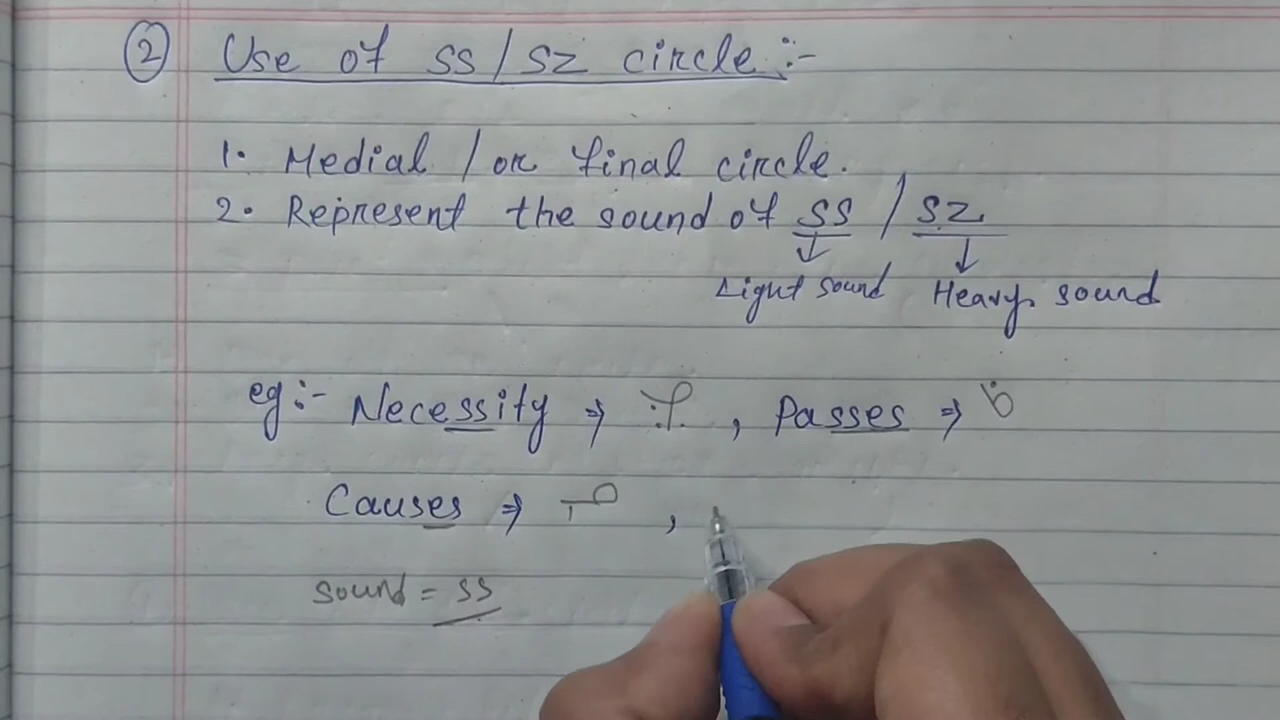 ② Use of ss/sz circle :-
1. Medial / or final circle.
2. Represent the sound of ss / sz
Light sound Heavy sound
eg :- Necessity ⇒ , Passes ⇒
Causes ⇒ ,
sound = ss